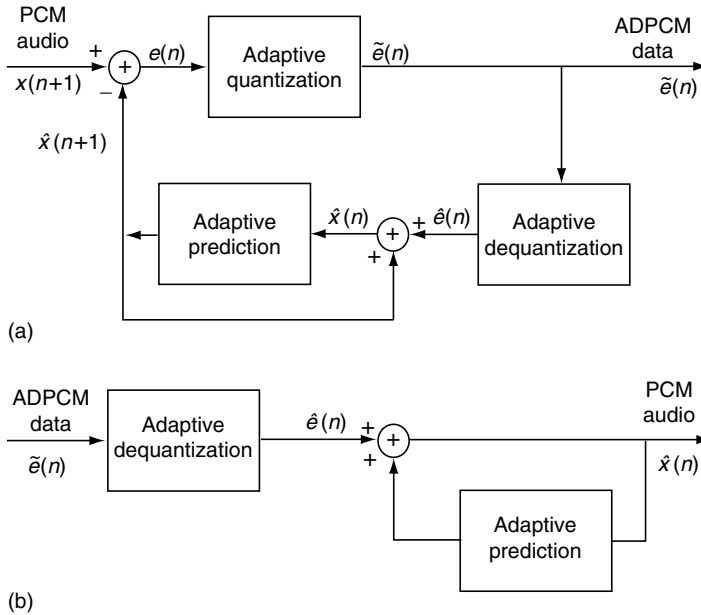 PCM
audio
x(n+1)
+
+
−
e(n)
Adaptive
quantization
ẽ(n)
ADPCM
data
ẽ(n)
x̂(n+1)
Adaptive
prediction
x̂(n)
+
+
+
ê(n)
Adaptive
dequantization
(a)
ADPCM
data
ẽ(n)
Adaptive
dequantization
ê(n)
+
+
+
PCM
audio
x̂(n)
Adaptive
prediction
(b)